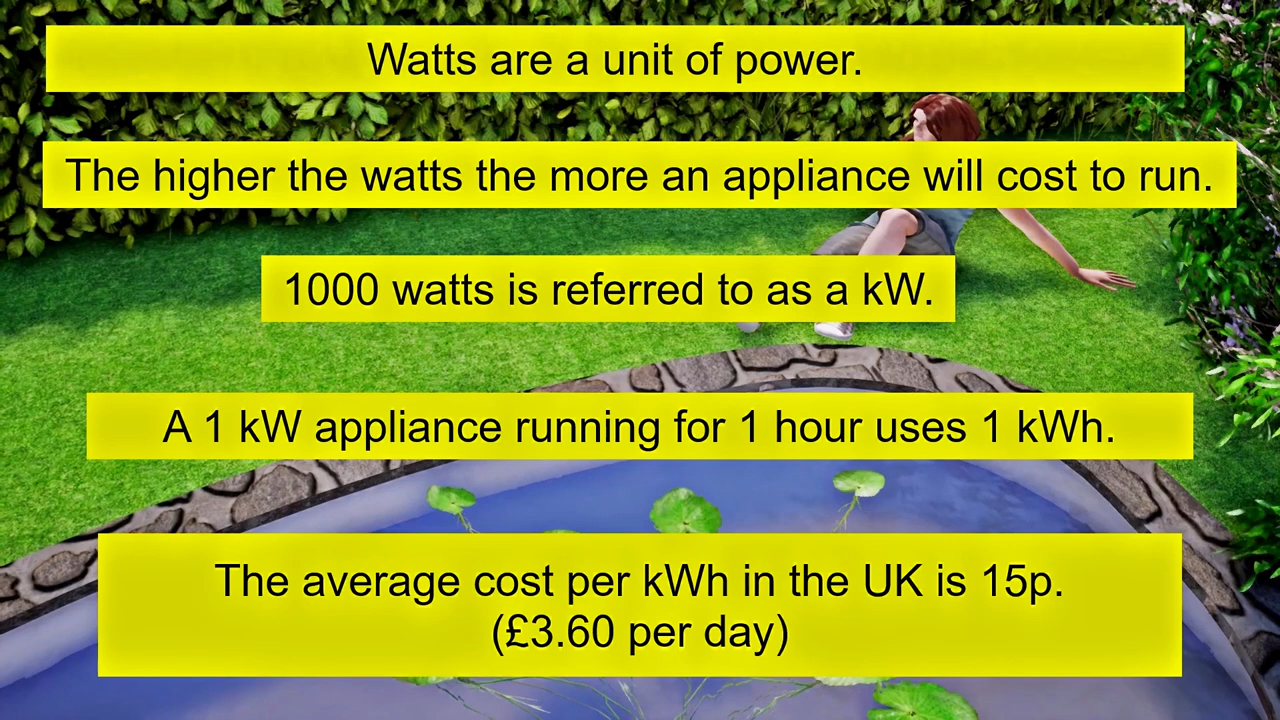 Watts are a unit of power.
The higher the watts the more an appliance will cost to run.
1000 watts is referred to as a kW.
A 1 kW appliance running for 1 hour uses 1 kWh.
The average cost per kWh in the UK is 15p.
(£3.60 per day)